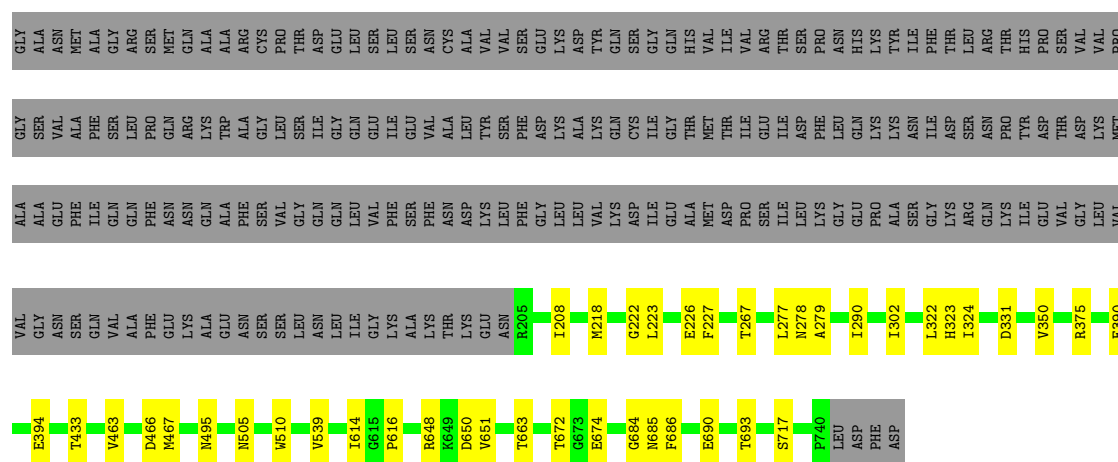 GLY ALA ASN MET ALA GLY ARG SER MET GLN ALA ALA ARG CYS PRO THR ASP GLU LEU SER LEU SER ASN CYS ALA VAL VAL SER GLU LYS ASP TYR GLN SER GLY GLN HIS VAL ILE VAL ARG THR SER PRO ASN HIS LYS TYR ILE PHE THR LEU ARG THR HIS PRO SER VAL VAL PRO
GLY SER VAL ALA PHE SER LEU PRO GLN ARG LYS TRP ALA GLY LEU SER ILE GLY GLN GLU ILE GLU VAL ALA LEU TYR SER PHE ASP LYS ALA LYS GLN CYS ILE GLY THR MET THR ILE GLU ILE ASP PHE LEU GLN LYS LYS ASN ILE ASP SER ASN PRO TYR ASP THR ASP LYS MET
ALA ALA GLU PHE ILE GLN GLN PHE ASN ASN GLN ALA PHE SER VAL GLY GLN GLN LEU VAL PHE SER PHE ASN ASP LYS LEU PHE GLY LEU LEU VAL LYS ASP ILE GLU ALA MET ASP PRO SER ILE LEU LYS GLY GLU PRO ALA SER GLY LYS ARG GLN LYS ILE GLU VAL GLY LEU VAL
VAL GLY ASN SER GLN VAL ALA PHE GLU LYS ALA GLU ASN SER SER LEU ASN LEU ILE GLY LYS ALA LYS THR LYS GLU ASN R205 I208 M218 G222 L223 E226 F227 T267 L277 N278 A279 I290 I302 L322 H323 I324 D331 V350 R375
E394 T433 V463 D466 M467 N495 N505 W510 V539 I614 G615 P616 R648 K649 D650 V651 T663 T672 G673 E674 G684 N685 F686 E690 T693 S717 P740 LEU ASP PHE ASP